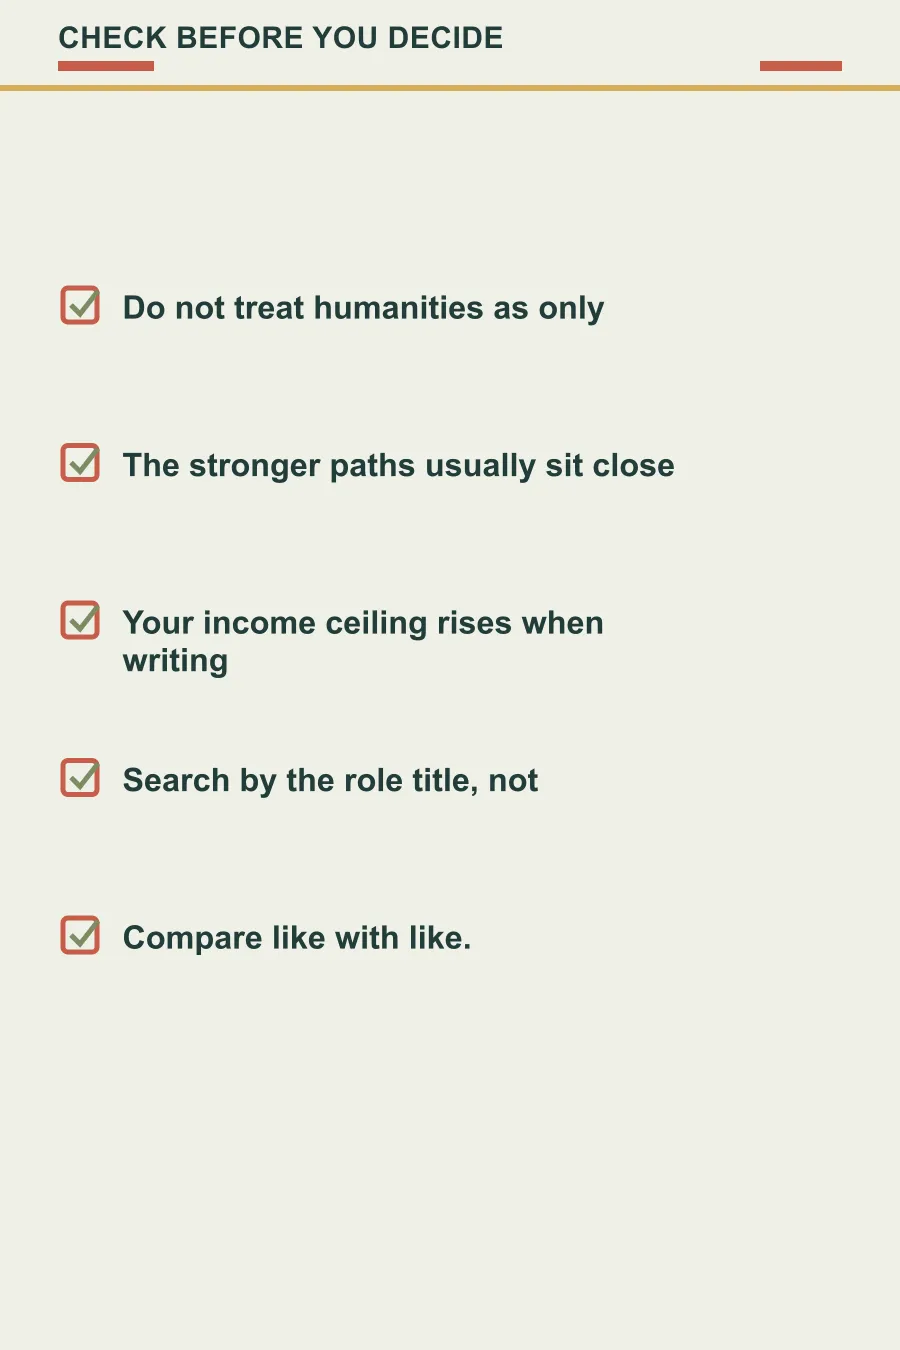 CHECK BEFORE YOU DECIDE
Do not treat humanities as only
The stronger paths usually sit close
Your income ceiling rises when
writing
Search by the role title, not
Compare like with like.